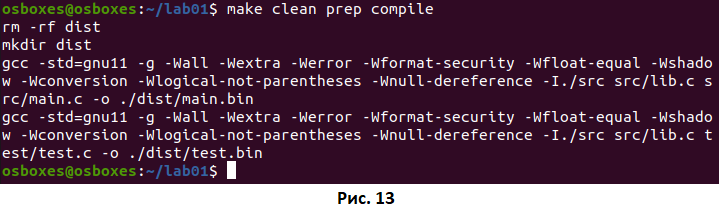 osboxes@osboxes:~/lab01$ make clean prep compile
rm -rf dist
mkdir dist
gcc -std=gnu11 -g -Wall -Wextra -Werror -Wformat-security -Wfloat-equal -Wshado
w -Wconversion -Wlogical-not-parentheses -Wnull-dereference -I./src src/lib.c s
rc/main.c -o ./dist/main.bin
gcc -std=gnu11 -g -Wall -Wextra -Werror -Wformat-security -Wfloat-equal -Wshado
w -Wconversion -Wlogical-not-parentheses -Wnull-dereference -I./src src/lib.c t
est/test.c -o ./dist/test.bin
osboxes@osboxes:~/lab01$
Рис. 13